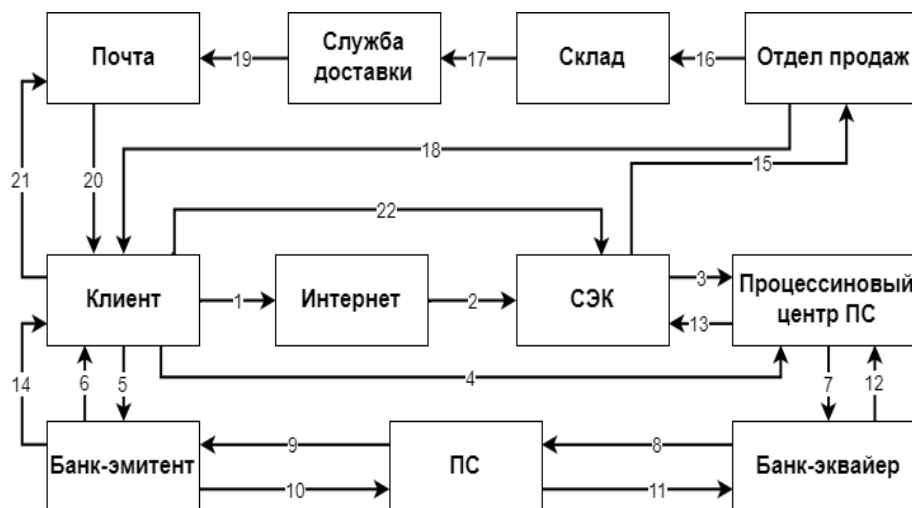 Почта
19
Служба
доставки
17
Склад
16
Отдел продаж
21
20
18
15
22
Клиент
1
Интернет
2
СЭК
3
13
Процессиновый
центр ПС
14
6
5
4
7
12
Банк-эмитент
9
10
ПС
8
11
Банк-эквайер